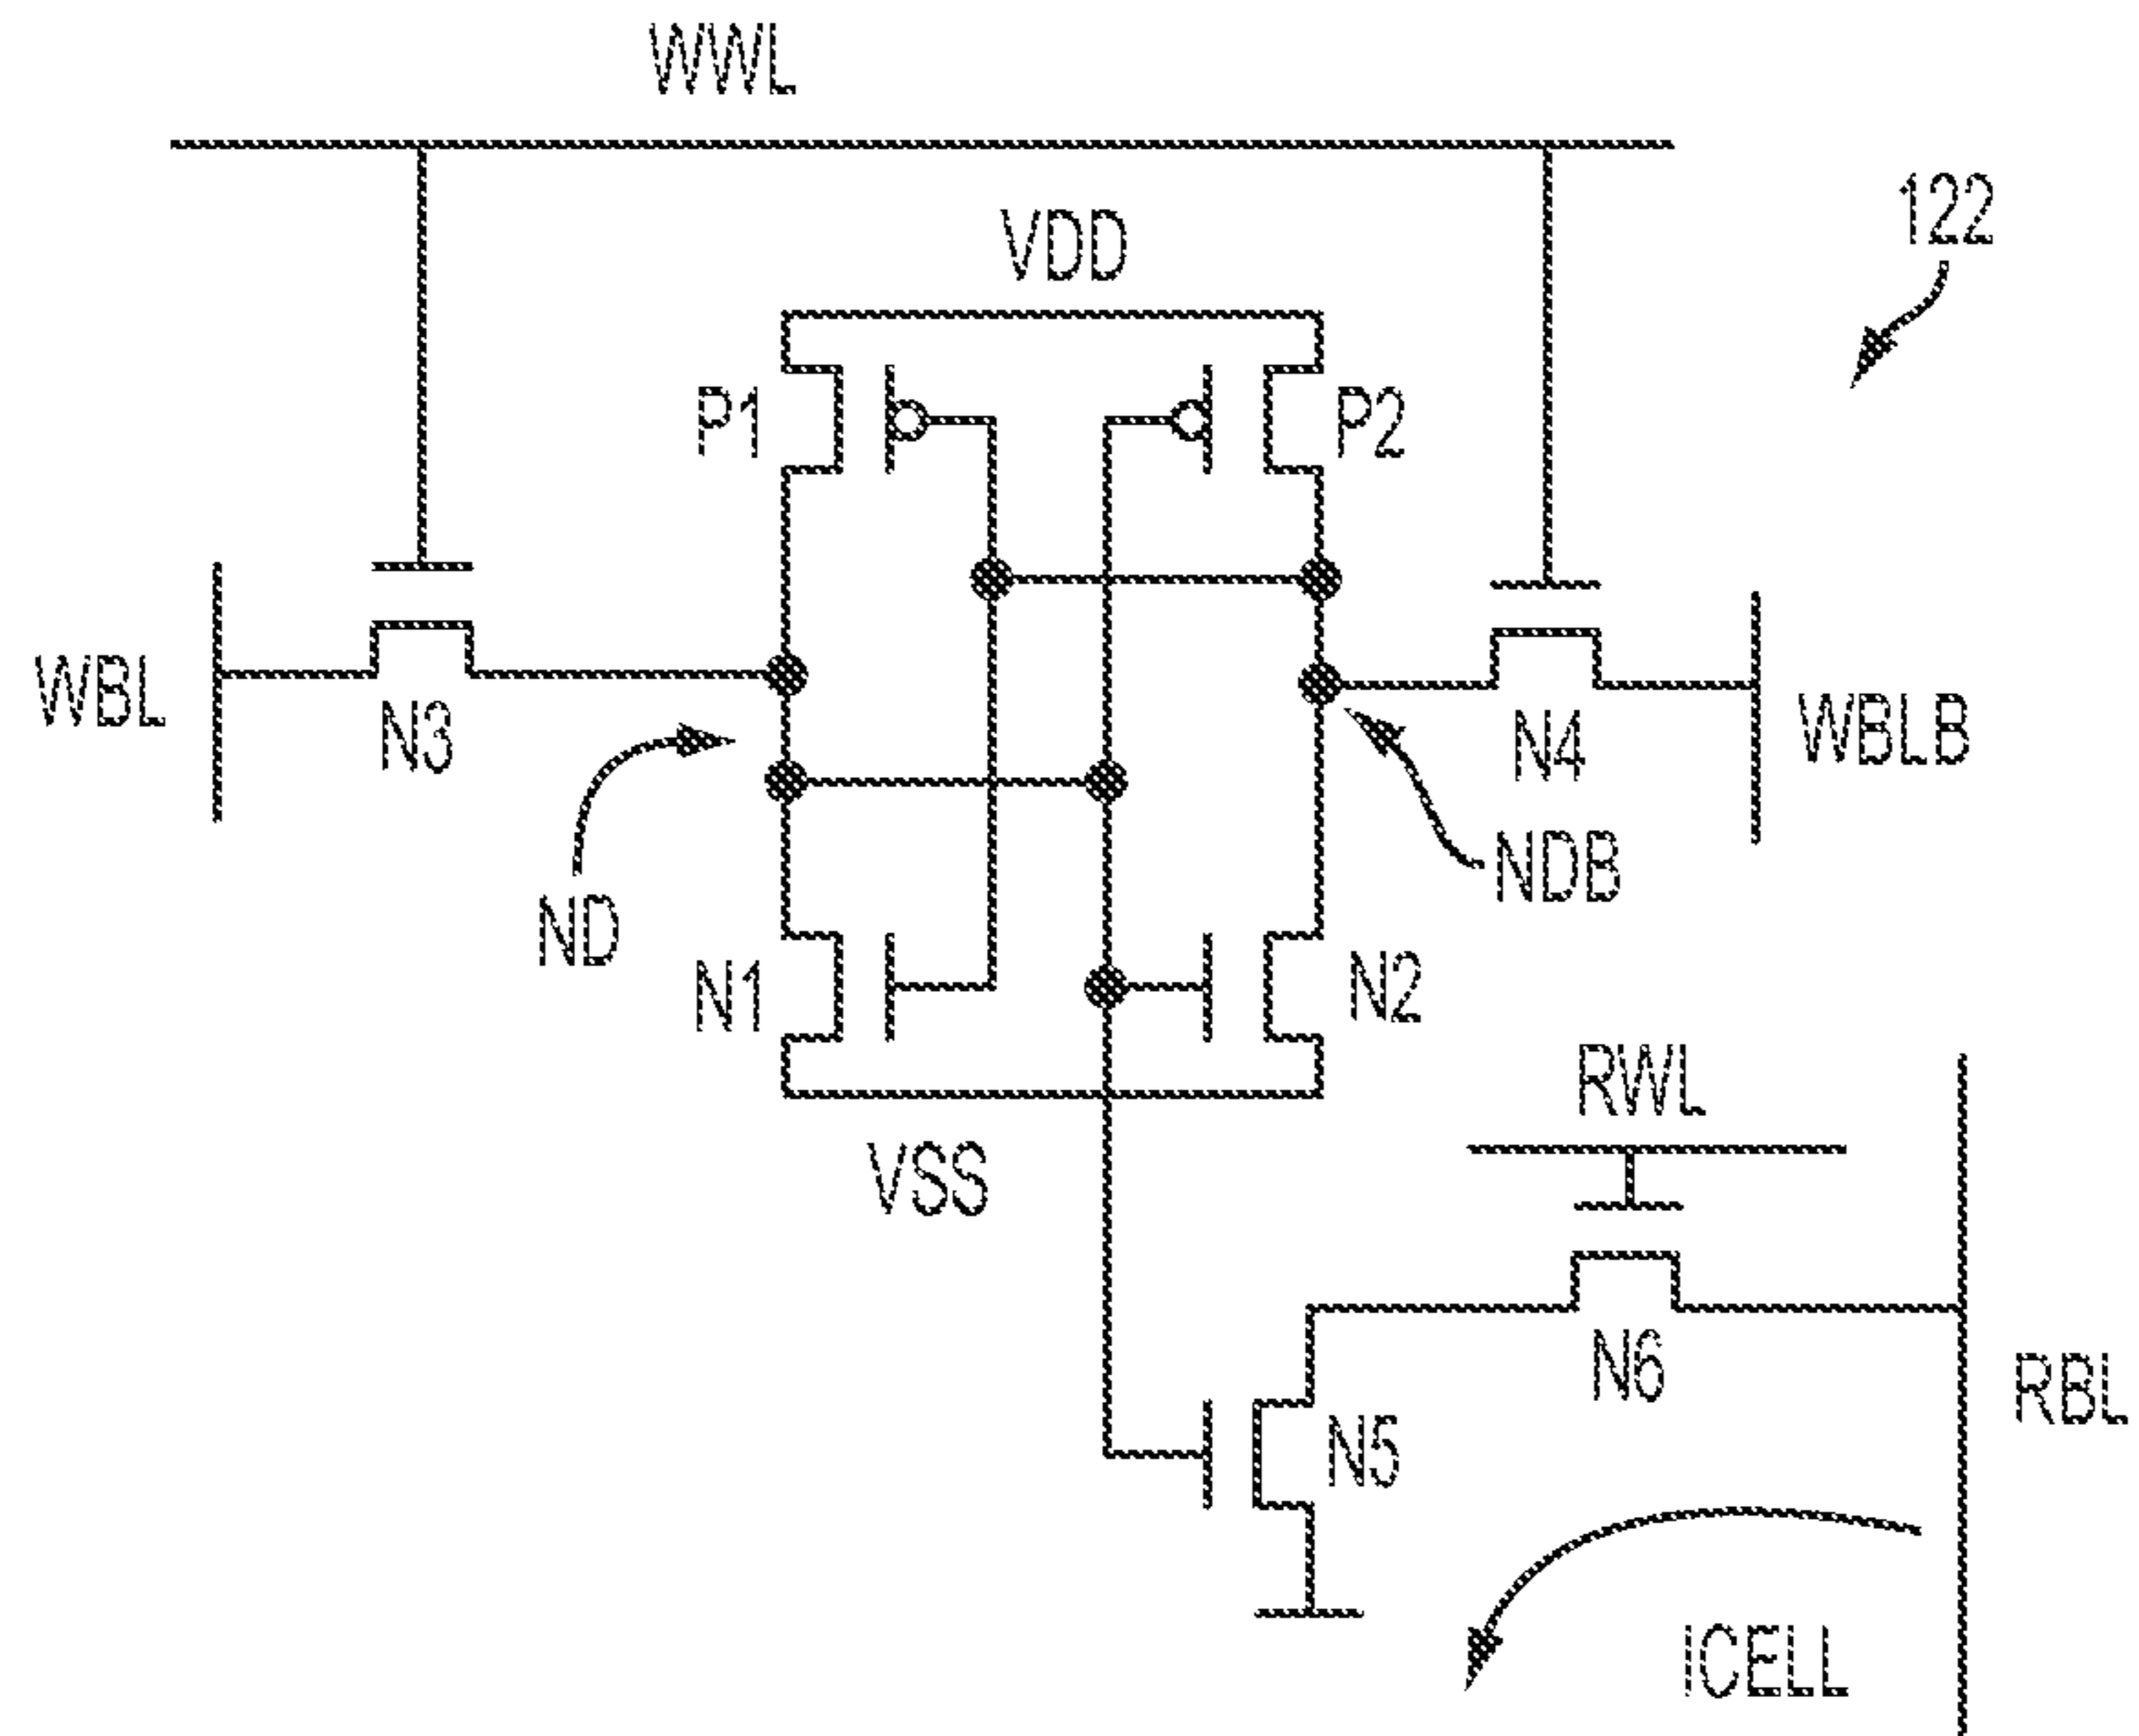 WWL
122
VDD
P1
P2
WBL
N3
N4
WBLB
ND
NDB
N1
N2
RWL
VSS
N6
RBL
N5
ICELL